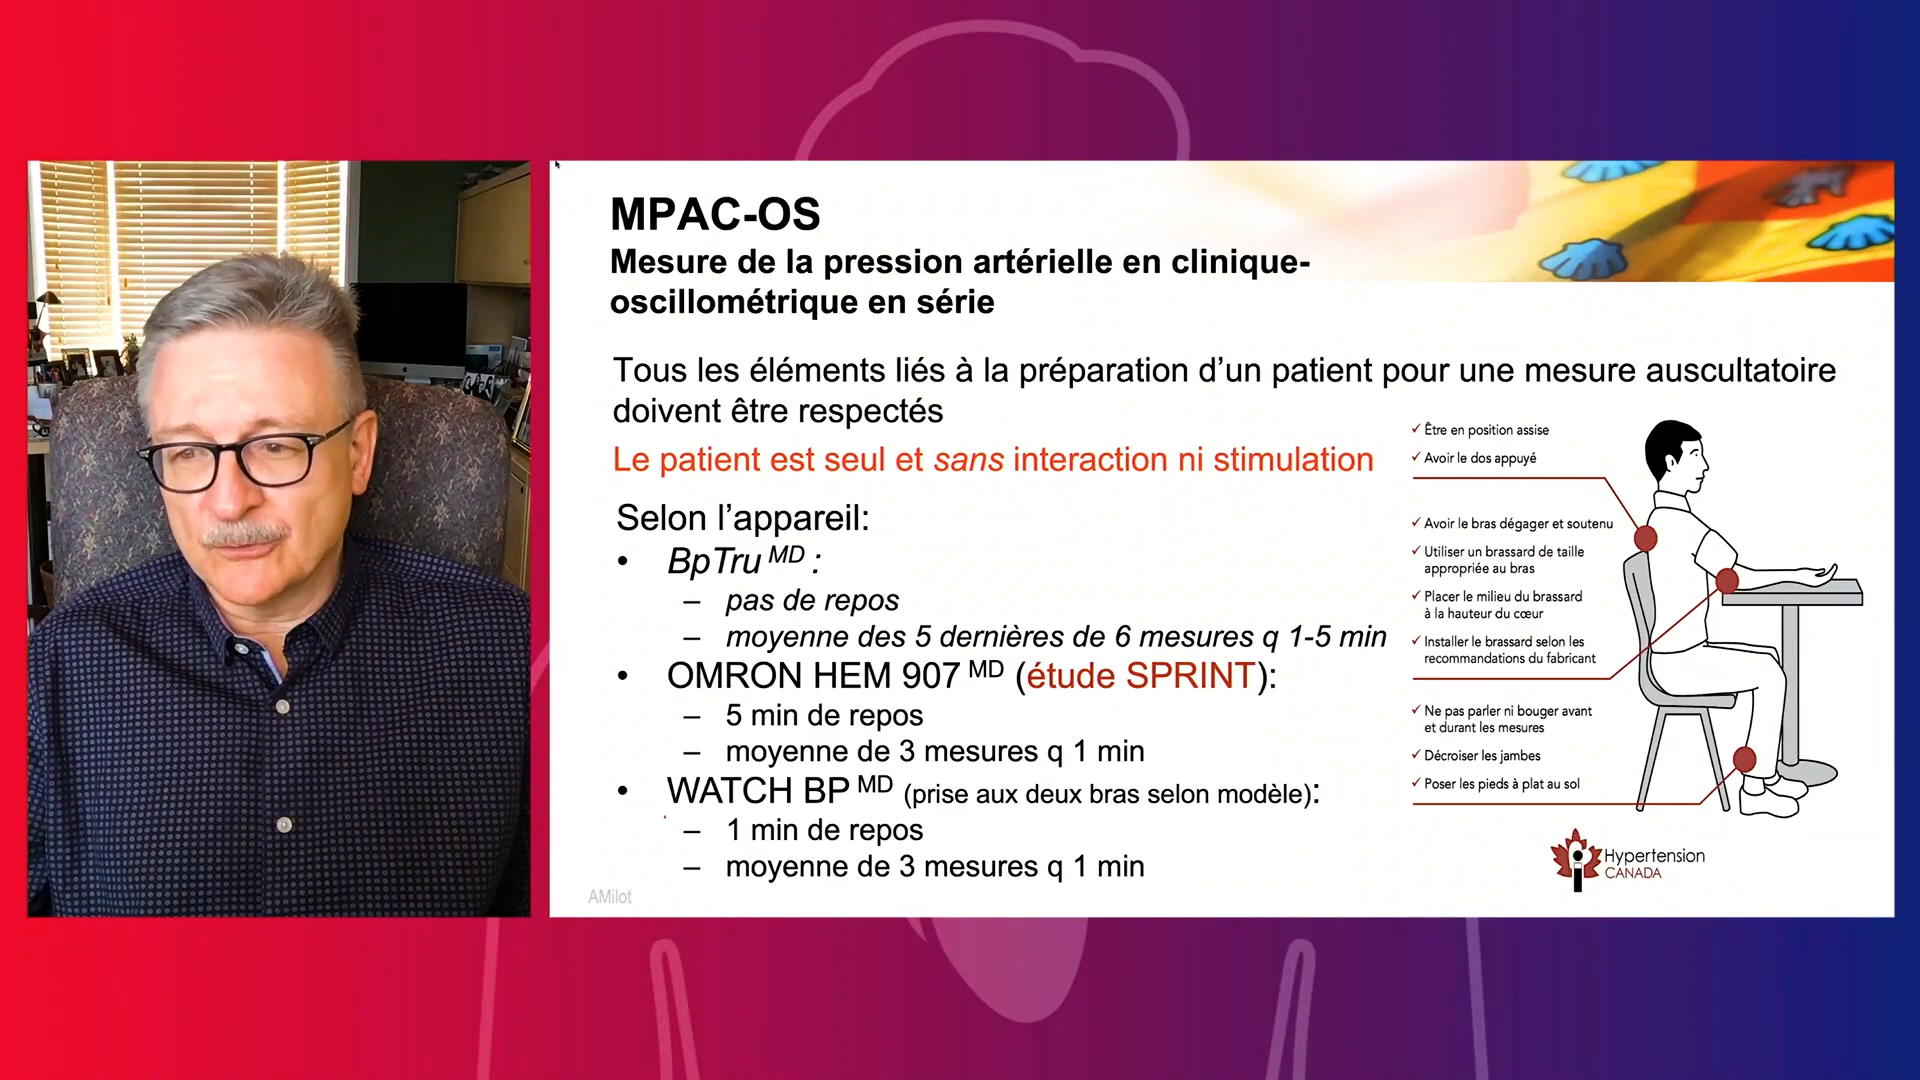 MPAC-OS
Mesure de la pression artérielle en clinique-
oscillométrique en série
Tous les éléments liés à la préparation d’un patient pour une mesure auscultatoire
doivent être respectés
Le patient est seul et sans interaction ni stimulation
Selon l’appareil:
• BpTru MD :
– pas de repos
– moyenne des 5 dernières de 6 mesures q 1-5 min
• OMRON HEM 907 MD (étude SPRINT):
– 5 min de repos
– moyenne de 3 mesures q 1 min
• WATCH BP MD (prise aux deux bras selon modèle):
– 1 min de repos
– moyenne de 3 mesures q 1 min
✓ Être en position assise
✓ Avoir le dos appuyé
✓ Avoir le bras dégager et soutenu
✓ Utiliser un brassard de taille
appropriée au bras
✓ Placer le milieu du brassard
à la hauteur du cœur
✓ Installer le brassard selon les
recommandations du fabricant
✓ Ne pas parler ni bouger avant
et durant les mesures
✓ Décroiser les jambes
✓ Poser les pieds à plat au sol
Hypertension
CANADA
AMilot